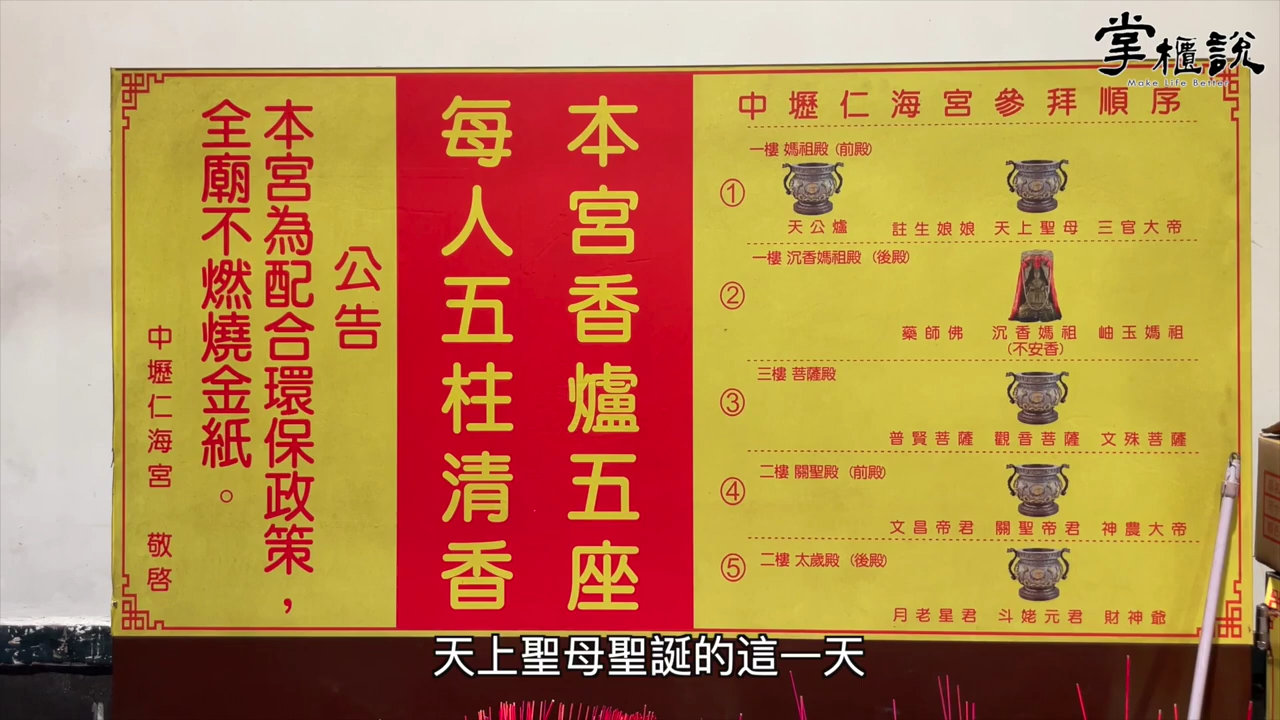 掌櫃說
Make Life Better
中壢仁海宮參拜順序
一樓 媽祖殿 (前殿)
①
天公爐
註生娘娘 天上聖母 三官大帝
一樓 沉香媽祖殿 (後殿)
②
藥師佛 沉香媽祖 岫玉媽祖
(不安香)
三樓 菩薩殿
③
普賢菩薩 觀音菩薩 文殊菩薩
二樓 關聖殿 (前殿)
④
文昌帝君 關聖帝君 神農大帝
二樓 太歲殿 (後殿)
⑤
月老星君 斗姥元君 財神爺
本宮香爐五座
每人五柱清香
公告
本宮為配合環保政策，
全廟不燃燒金紙。
中壢仁海宮 敬啓
天上聖母聖誕的這一天